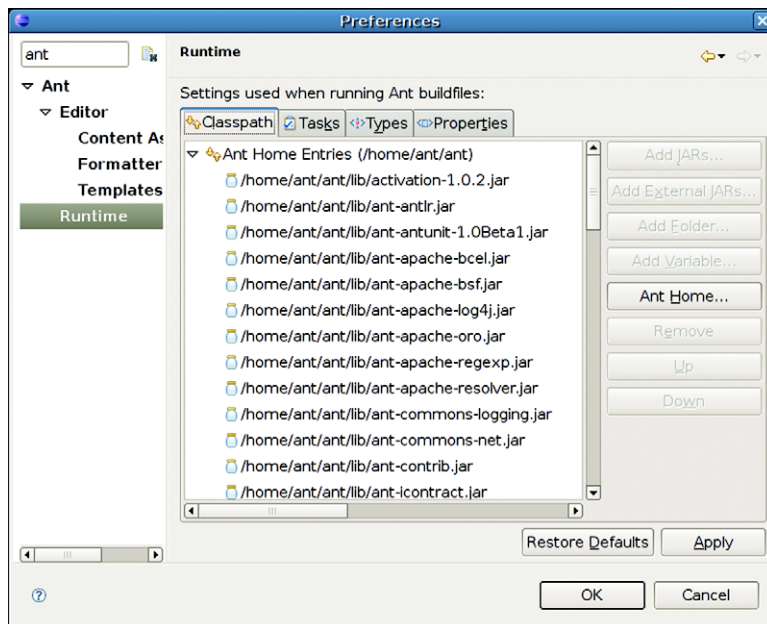 Preferences
ant
Ant
Editor
Content As
Formatter
Templates
Runtime
Runtime
Settings used when running Ant buildfiles:
Classpath Tasks Types Properties
Ant Home Entries (/home/ant/ant)
/home/ant/ant/lib/activation-1.0.2.jar
/home/ant/ant/lib/ant-antlr.jar
/home/ant/ant/lib/ant-antunit-1.0Beta1.jar
/home/ant/ant/lib/ant-apache-bcel.jar
/home/ant/ant/lib/ant-apache-bsf.jar
/home/ant/ant/lib/ant-apache-log4j.jar
/home/ant/ant/lib/ant-apache-oro.jar
/home/ant/ant/lib/ant-apache-regexp.jar
/home/ant/ant/lib/ant-apache-resolver.jar
/home/ant/ant/lib/ant-commons-logging.jar
/home/ant/ant/lib/ant-commons-net.jar
/home/ant/ant/lib/ant-contrib.jar
/home/ant/ant/lib/ant-icontract.jar
Add JARs...
Add External JARs...
Add Folder...
Add Variable...
Ant Home...
Remove
Up
Down
Restore Defaults Apply
OK Cancel